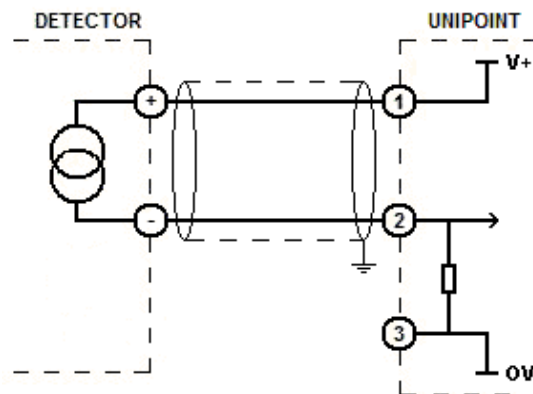 DETECTOR
UNIPOINT
V+
+
1
-
2
3
0V